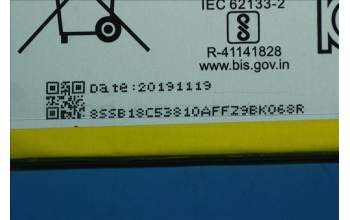 IEC 62133-2
R-41141828
www.bis.gov.in
Date:20191119
8SSB18C53810AFFZ9BK068R